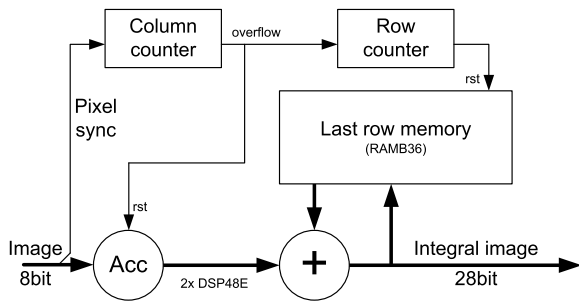 Column
counter
overflow
Row
counter
rst
Pixel
sync
Last row memory
(RAMB36)
rst
Image
8bit
Acc
2x DSP48E
+
Integral image
28bit